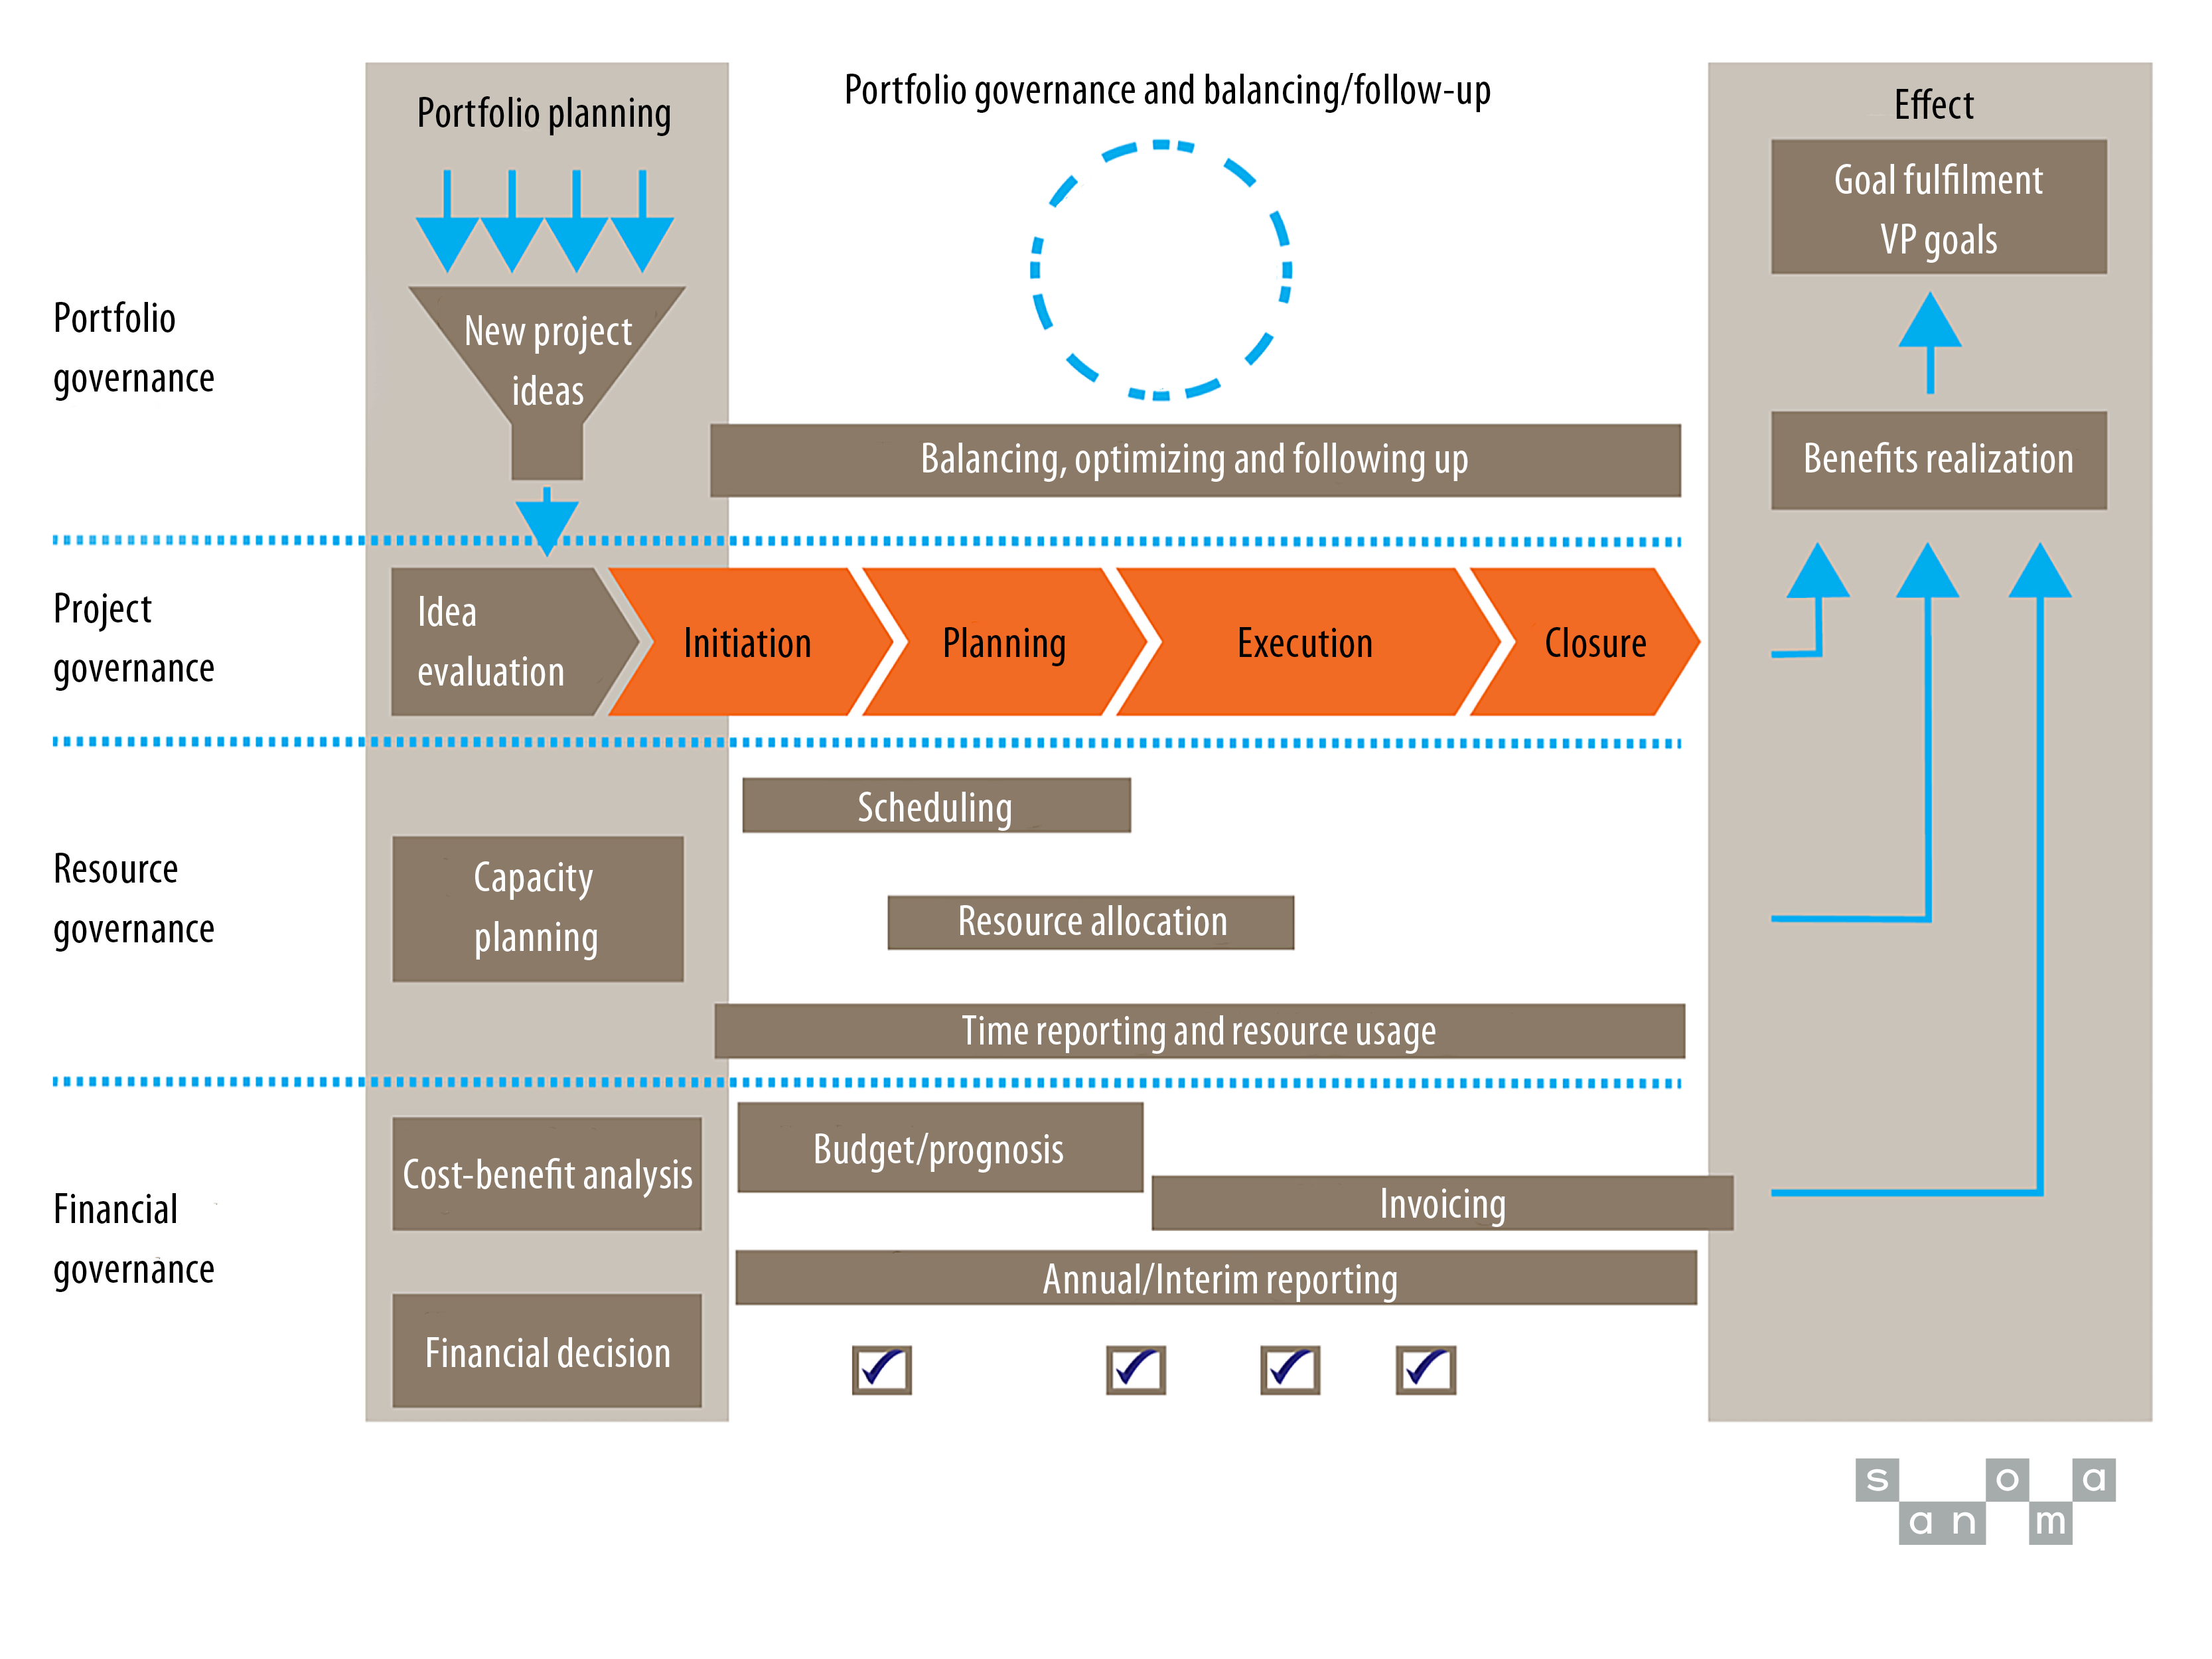 Portfolio planning
Portfolio governance and balancing/follow-up
Effect
Goal fulfilment
VP goals
Portfolio
governance
New project
ideas
Balancing, optimizing and following up
Benefits realization
Project
governance
Idea
evaluation
Initiation
Planning
Execution
Closure
Resource
governance
Scheduling
Capacity
planning
Resource allocation
Time reporting and resource usage
Financial
governance
Cost-benefit analysis
Budget/prognosis
Invoicing
Annual/Interim reporting
Financial decision
sanoma